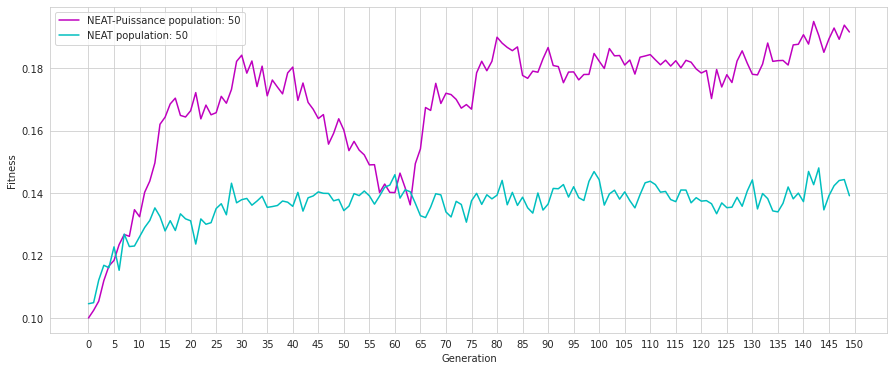 NEAT-Puissance population: 50
NEAT population: 50
0.18
0.16
0.14
0.12
0.10
Fitness
0 5 10 15 20 25 30 35 40 45 50 55 60 65 70 75 80 85 90 95 100 105 110 115 120 125 130 135 140 145 150
Generation